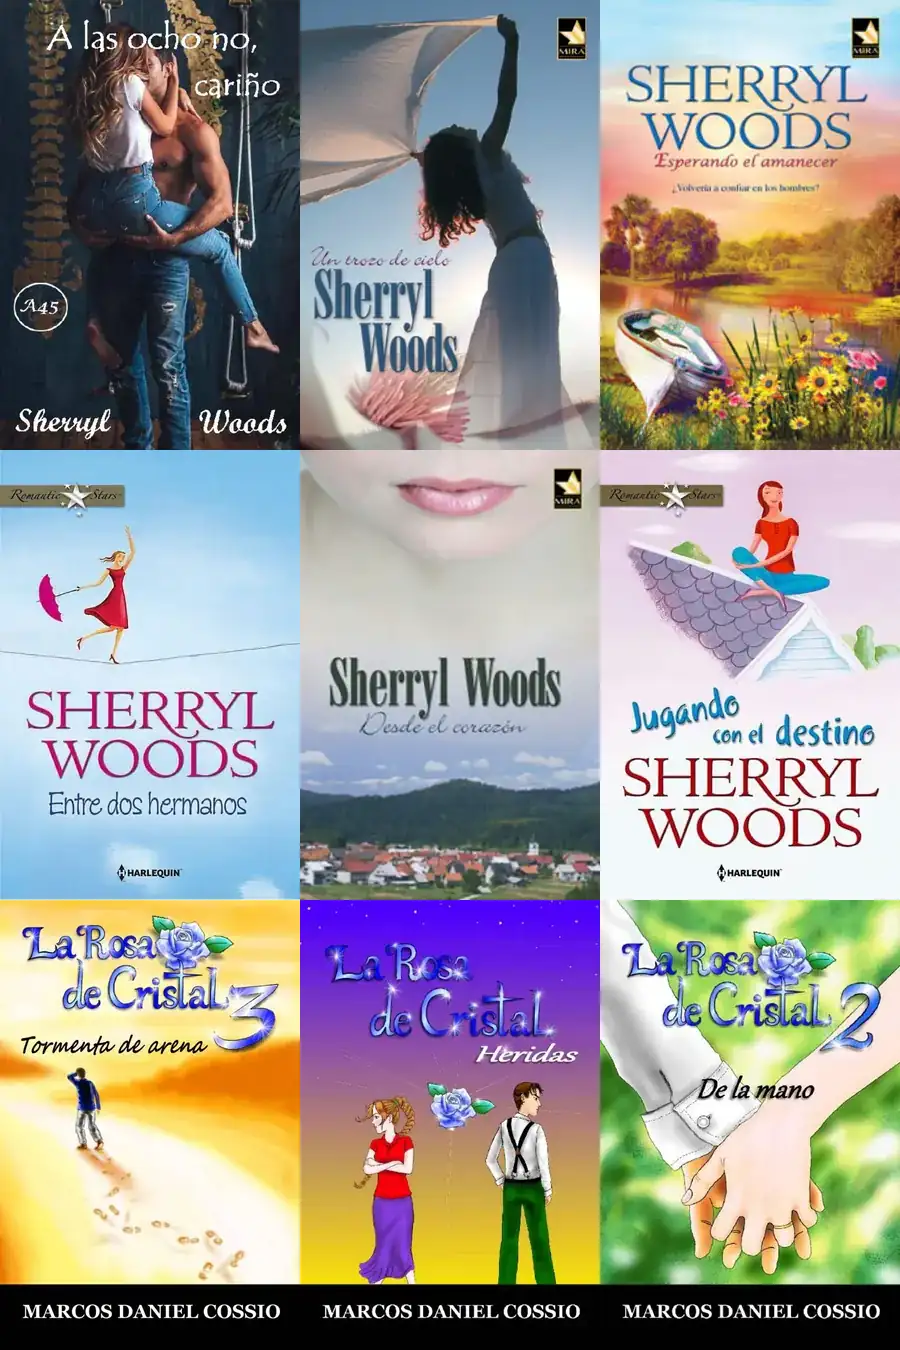 A las ocho no,
cariño
A45
Sherryl Woods
MIRA
Un trozo de cielo
Sherryl
Woods
MIRA
SHERRYL
WOODS
Esperando el amanecer
¿Volvería a confiar en los hombres?
Romantic Stars
SHERRYL
WOODS
Entre dos hermanos
HARLEQUIN
MIRA
Sherryl Woods
Desde el corazón
Romantic Stars
Jugando
con el destino
SHERRYL
WOODS
HARLEQUIN
La Rosa
de Cristal 3
Tormenta de arena
MARCOS DANIEL COSSIO
La Rosa
de Cristal
Heridas
MARCOS DANIEL COSSIO
La Rosa
de Cristal 2
De la mano
MARCOS DANIEL COSSIO